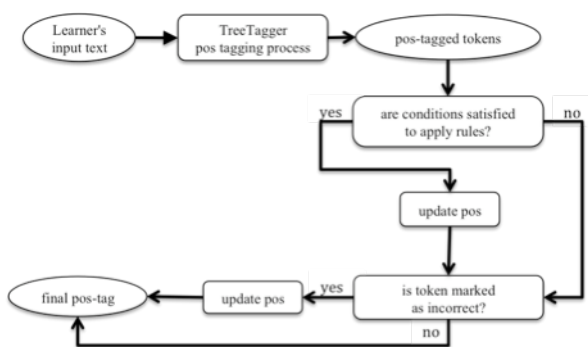 Learner's
input text
TreeTagger
pos tagging process
pos-tagged tokens
are conditions satisfied
to apply rules?
yes
no
update pos
is token marked
as incorrect?
yes
no
update pos
final pos-tag